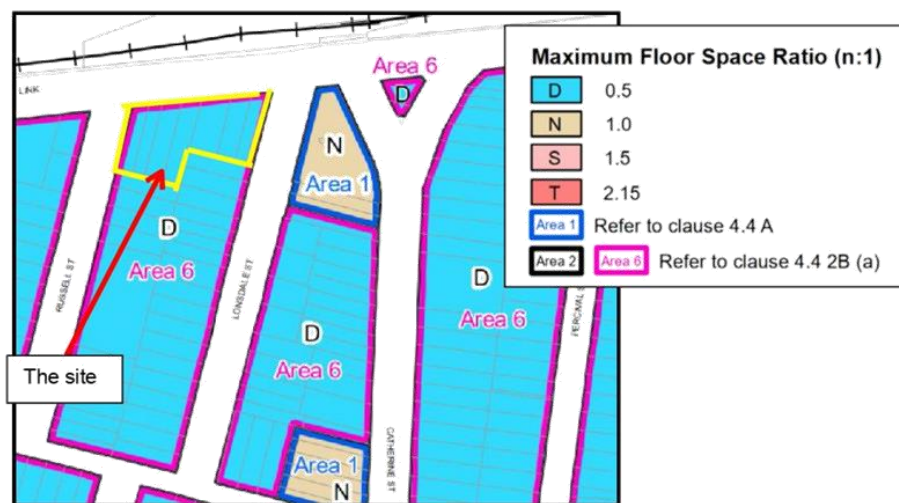 LINK
Area 6
D
N
Area 1
D
Area 6
D
Area 6
D
Area 6
RUSSELL ST
LONSDALE ST
CATHERINE ST
Area 1
N
The site
Maximum Floor Space Ratio (n:1)
D 0.5
N 1.0
S 1.5
T 2.15
Area 1 Refer to clause 4.4 A
Area 2 Area 6 Refer to clause 4.4 2B (a)